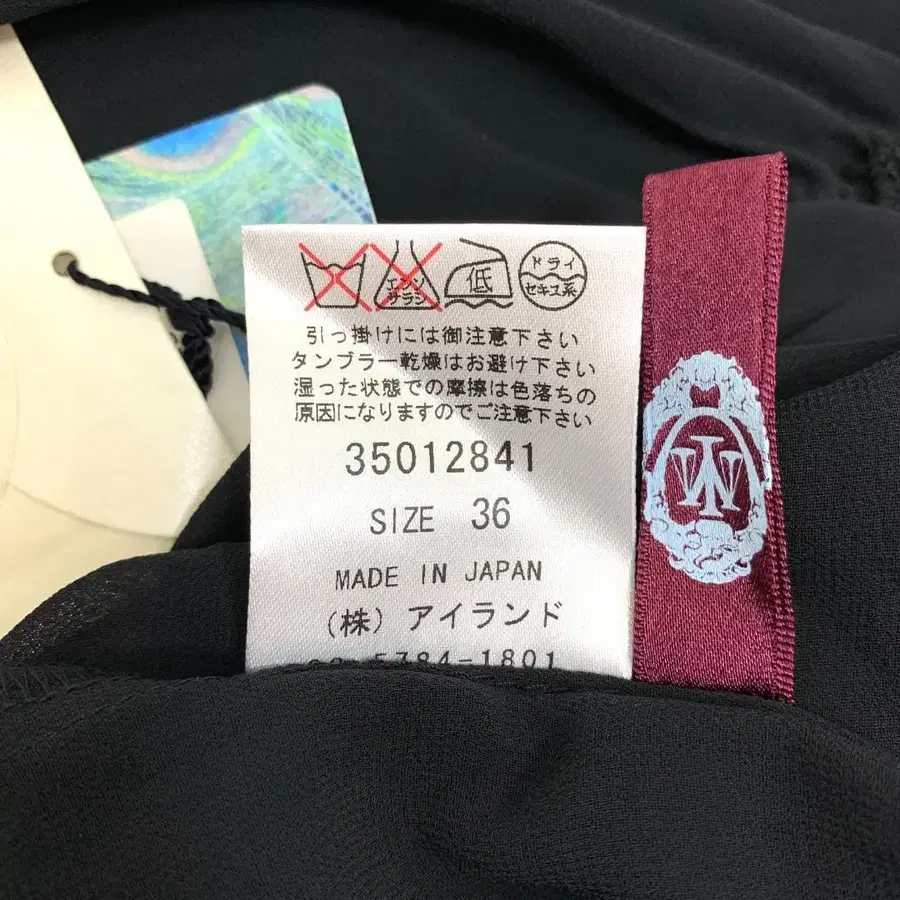 エンソ
サラシ
低
ドライ
セキユ系
引っ掛けには御注意下さい
タンブラー乾燥はお避け下さい
湿った状態での摩擦は色落ちの
原因になりますのでご注意下さい
35012841
SIZE 36
MADE IN JAPAN
(株) アイランド
5784-1801